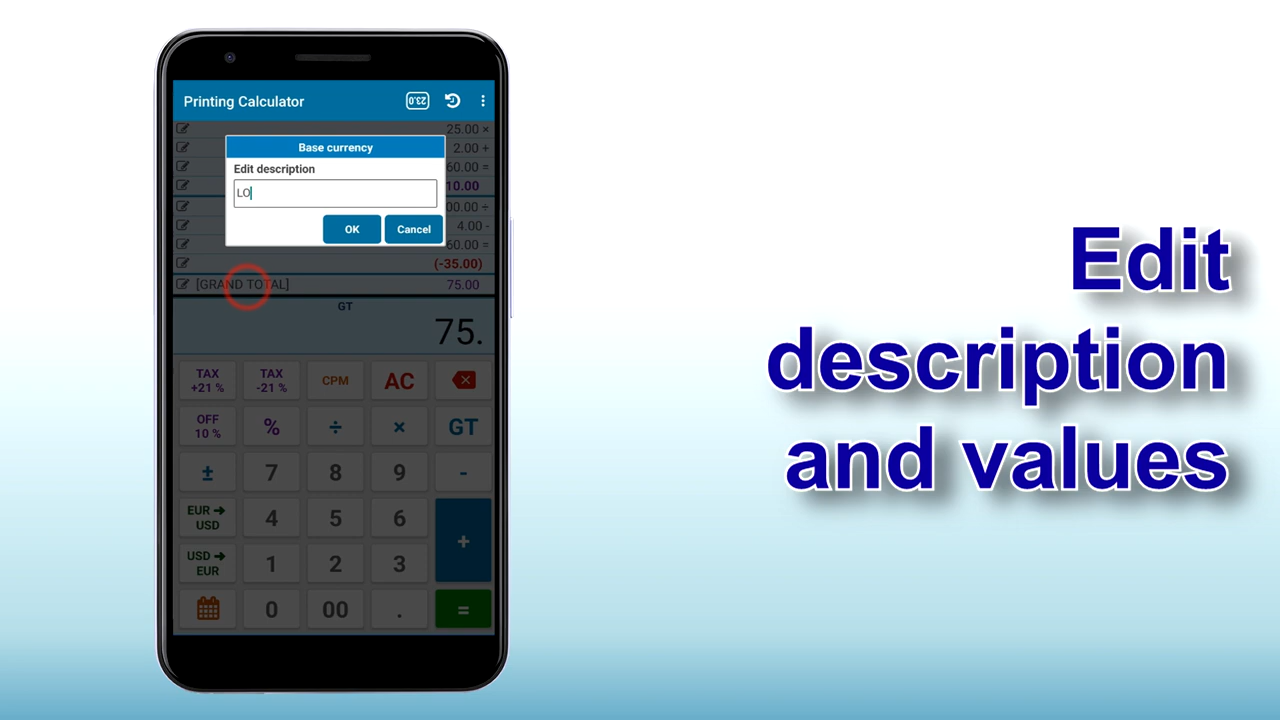 Printing Calculator
23.0
25.00 ×
2.00 +
60.00 =
10.00
00.00 ÷
4.00 -
60.00 =
(-35.00)
[GRAND TOTAL] 75.00
Base currency
Edit description
LO
OK Cancel
GT
75.
TAX +21 % TAX -21 % CPM AC
OFF 10 % % ÷ × GT
± 7 8 9 -
EUR➔ USD 4 5 6 +
USD➔ EUR 1 2 3
0 00 . =
Edit
description
and values